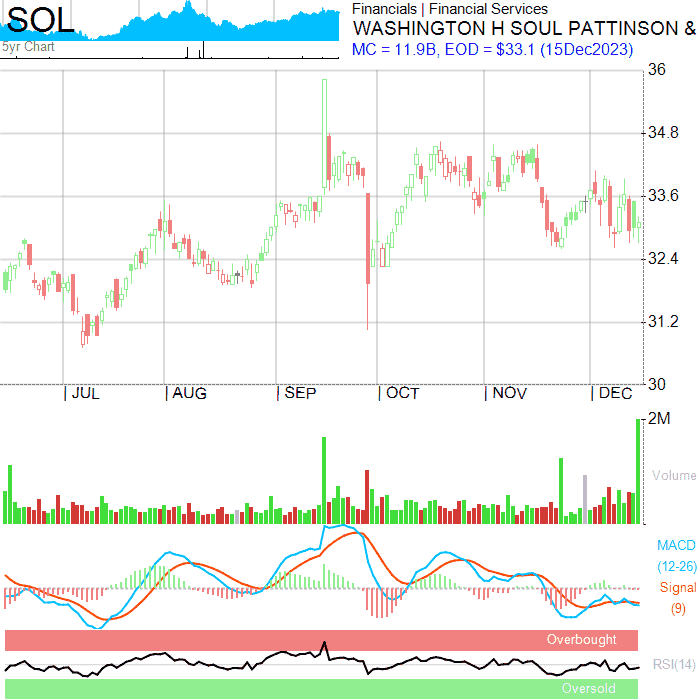 SOL
5yr Chart
Financials | Financial Services
WASHINGTON H SOUL PATTINSON &
MC = 11.9B, EOD = $33.1 (15Dec2023)
36
34.8
33.6
32.4
31.2
30
| JUL | AUG | SEP | OCT | NOV | DEC
2M
Volume
MACD
(12-26)
Signal
(9)
Overbought
RSI(14)
Oversold